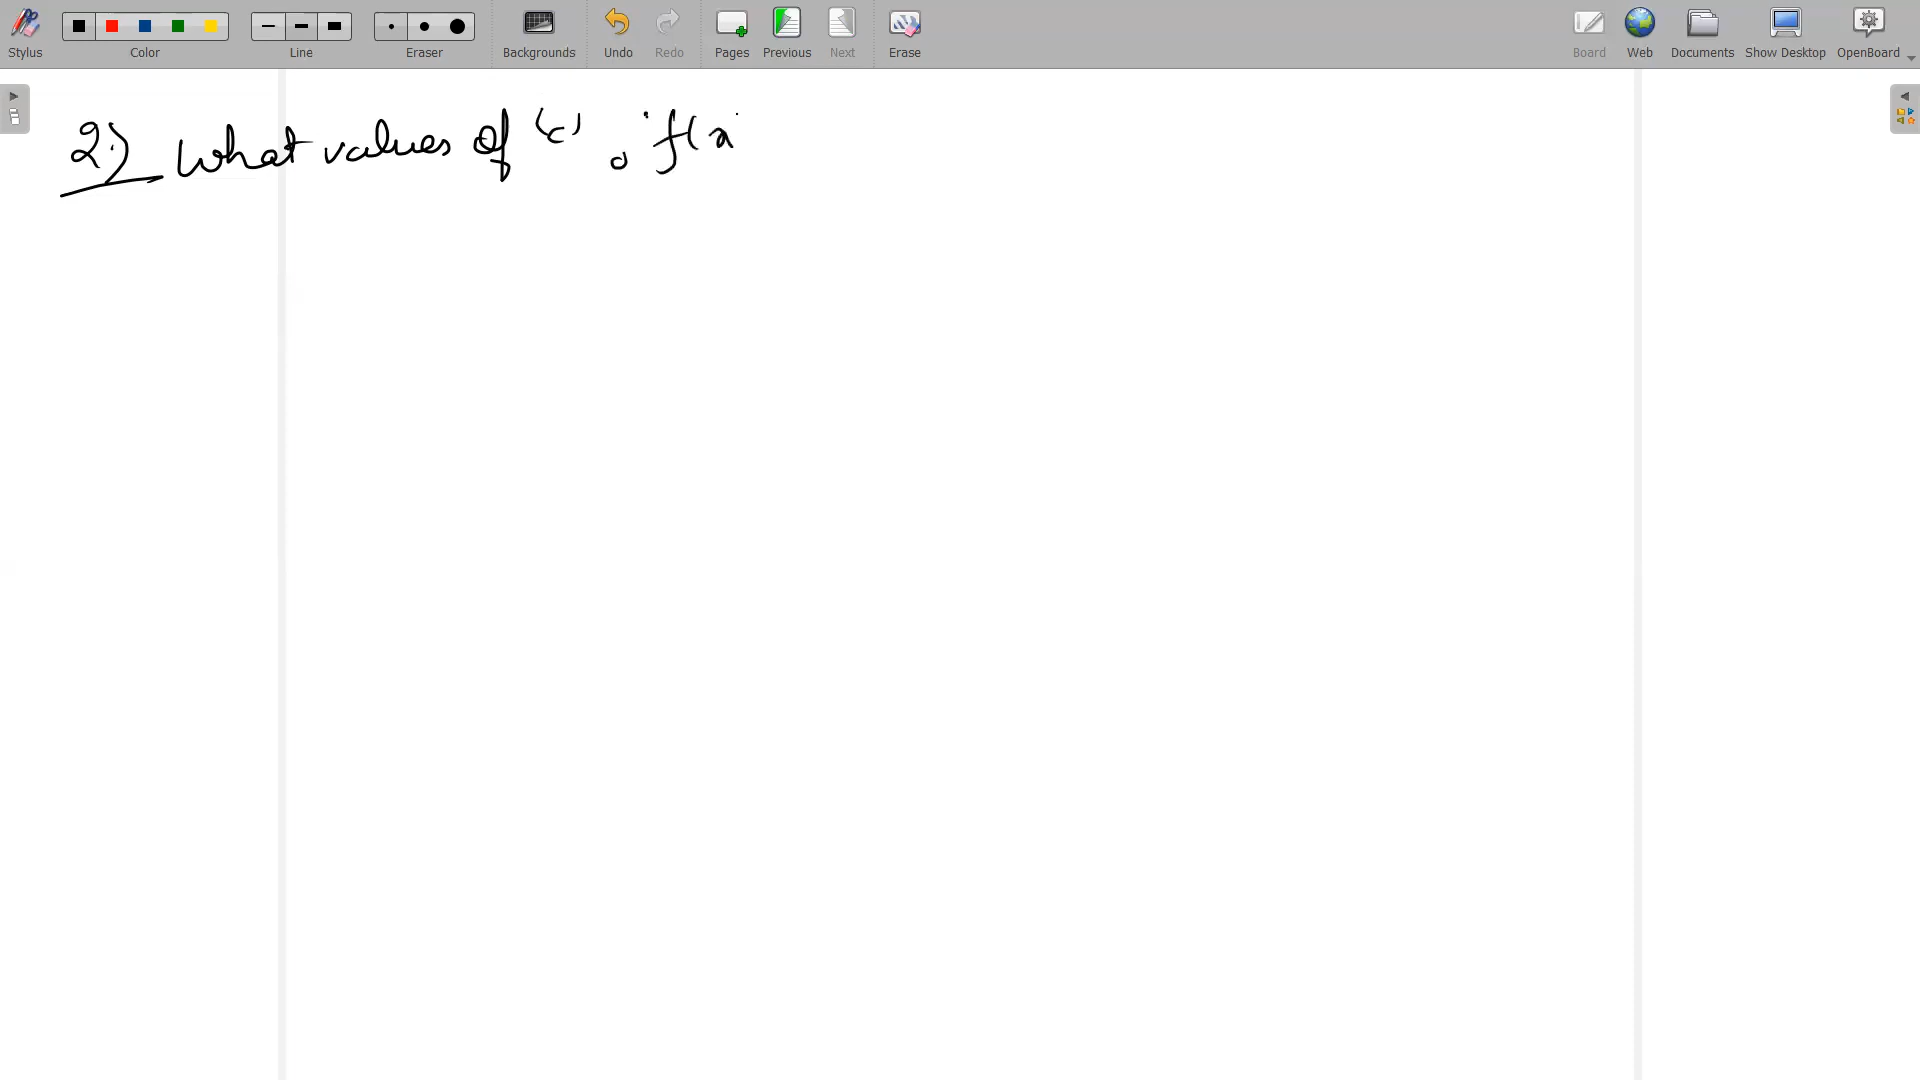 Stylus Color Line Eraser Backgrounds Undo Redo Pages Previous Next Erase Board Web Documents Show Desktop OpenBoard
2.) What values of 'c', f(x